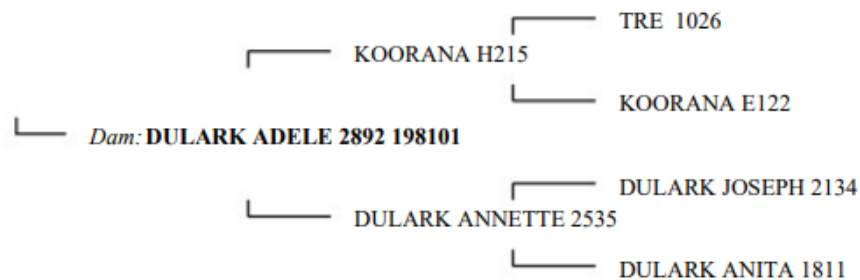 TRE 1026
KOORANA H215
KOORANA E122
Dam: DULARK ADELE 2892 198101
DULARK JOSEPH 2134
DULARK ANNETTE 2535
DULARK ANITA 1811